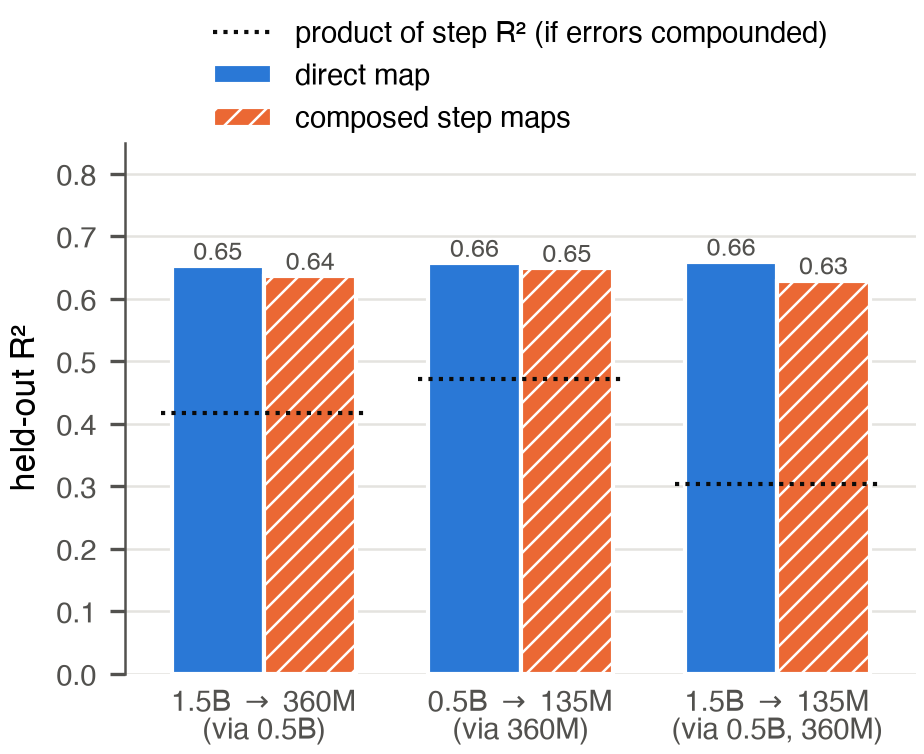 product of step R² (if errors compounded)
direct map
composed step maps
held-out R²
0.8
0.7
0.6
0.5
0.4
0.3
0.2
0.1
0.0
0.65
0.64
0.66
0.65
0.66
0.63
1.5B → 360M
(via 0.5B)
0.5B → 135M
(via 360M)
1.5B → 135M
(via 0.5B, 360M)